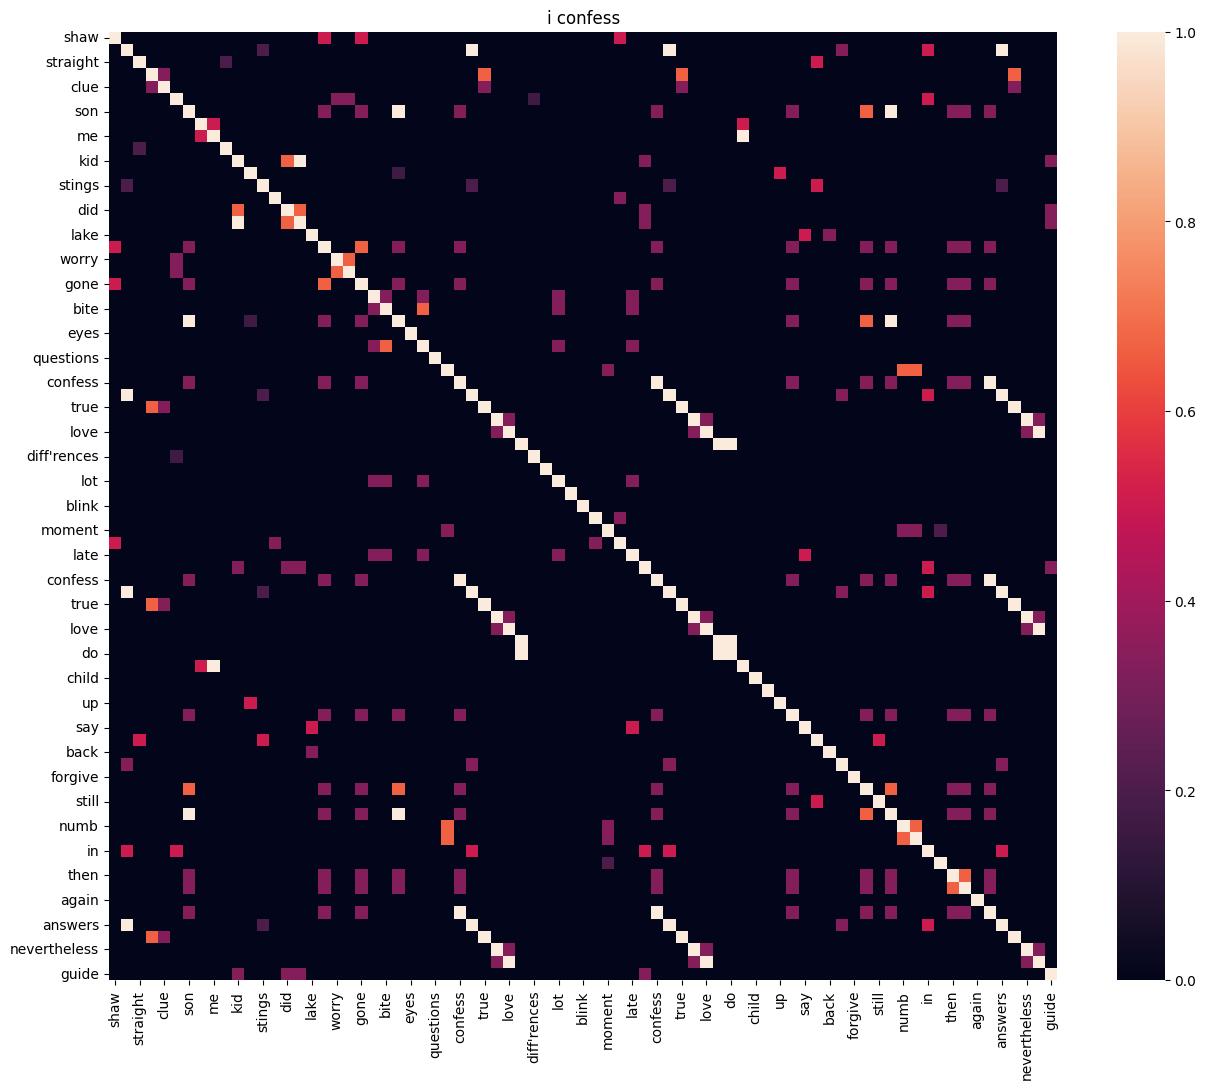 i confess
shaw
straight
clue
son
me
kid
stings
did
lake
worry
gone
bite
eyes
questions
confess
true
love
diff'rences
lot
blink
moment
late
confess
true
love
do
child
up
say
back
forgive
still
numb
in
then
again
answers
nevertheless
guide
1.0
0.8
0.6
0.4
0.2
0.0
shaw
straight
clue
son
me
kid
stings
did
lake
worry
gone
bite
eyes
questions
confess
true
love
diff'rences
lot
blink
moment
late
confess
true
love
do
child
up
say
back
forgive
still
numb
in
then
again
answers
nevertheless
guide